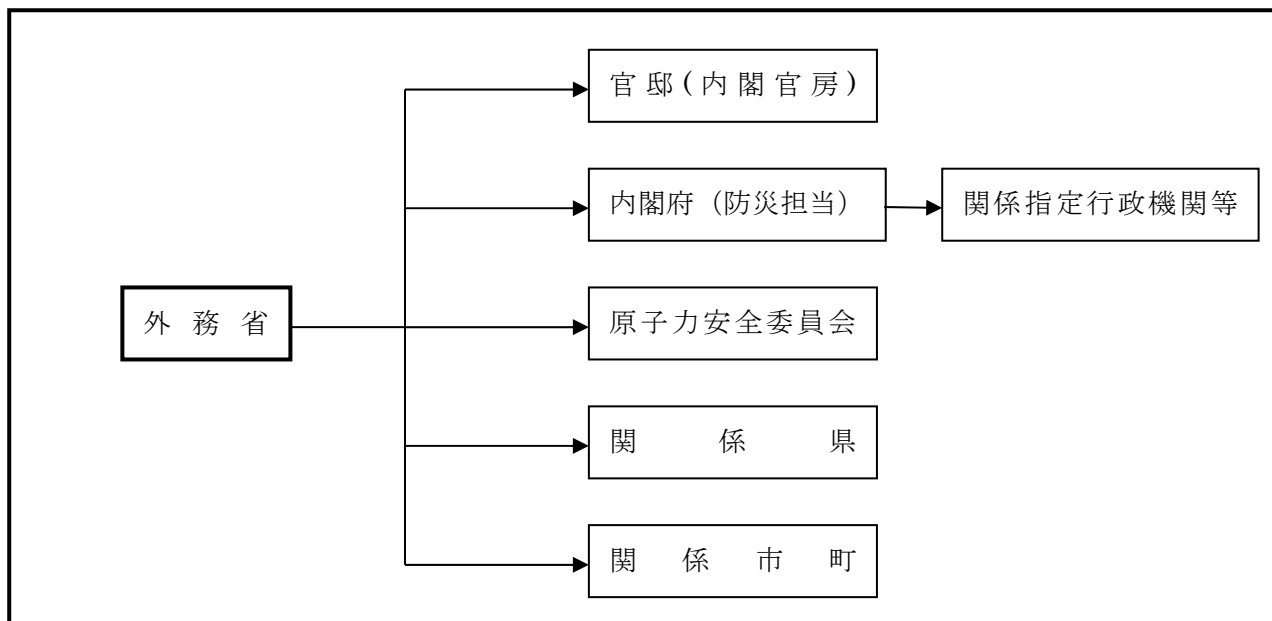 官邸(内閣官房)
内閣府（防災担当）
関係指定行政機関等
外務省
原子力安全委員会
関係県
関係市町